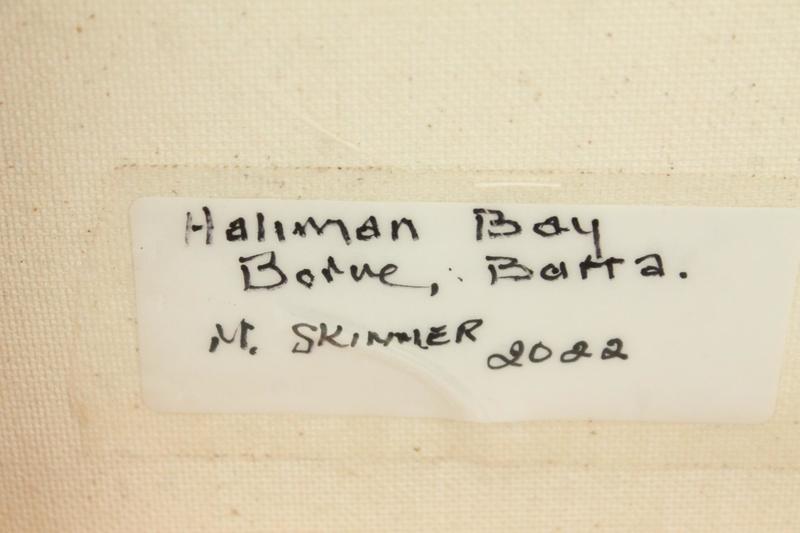 Haliman Bay
Borve, Barra.
M. SKINNER 2022